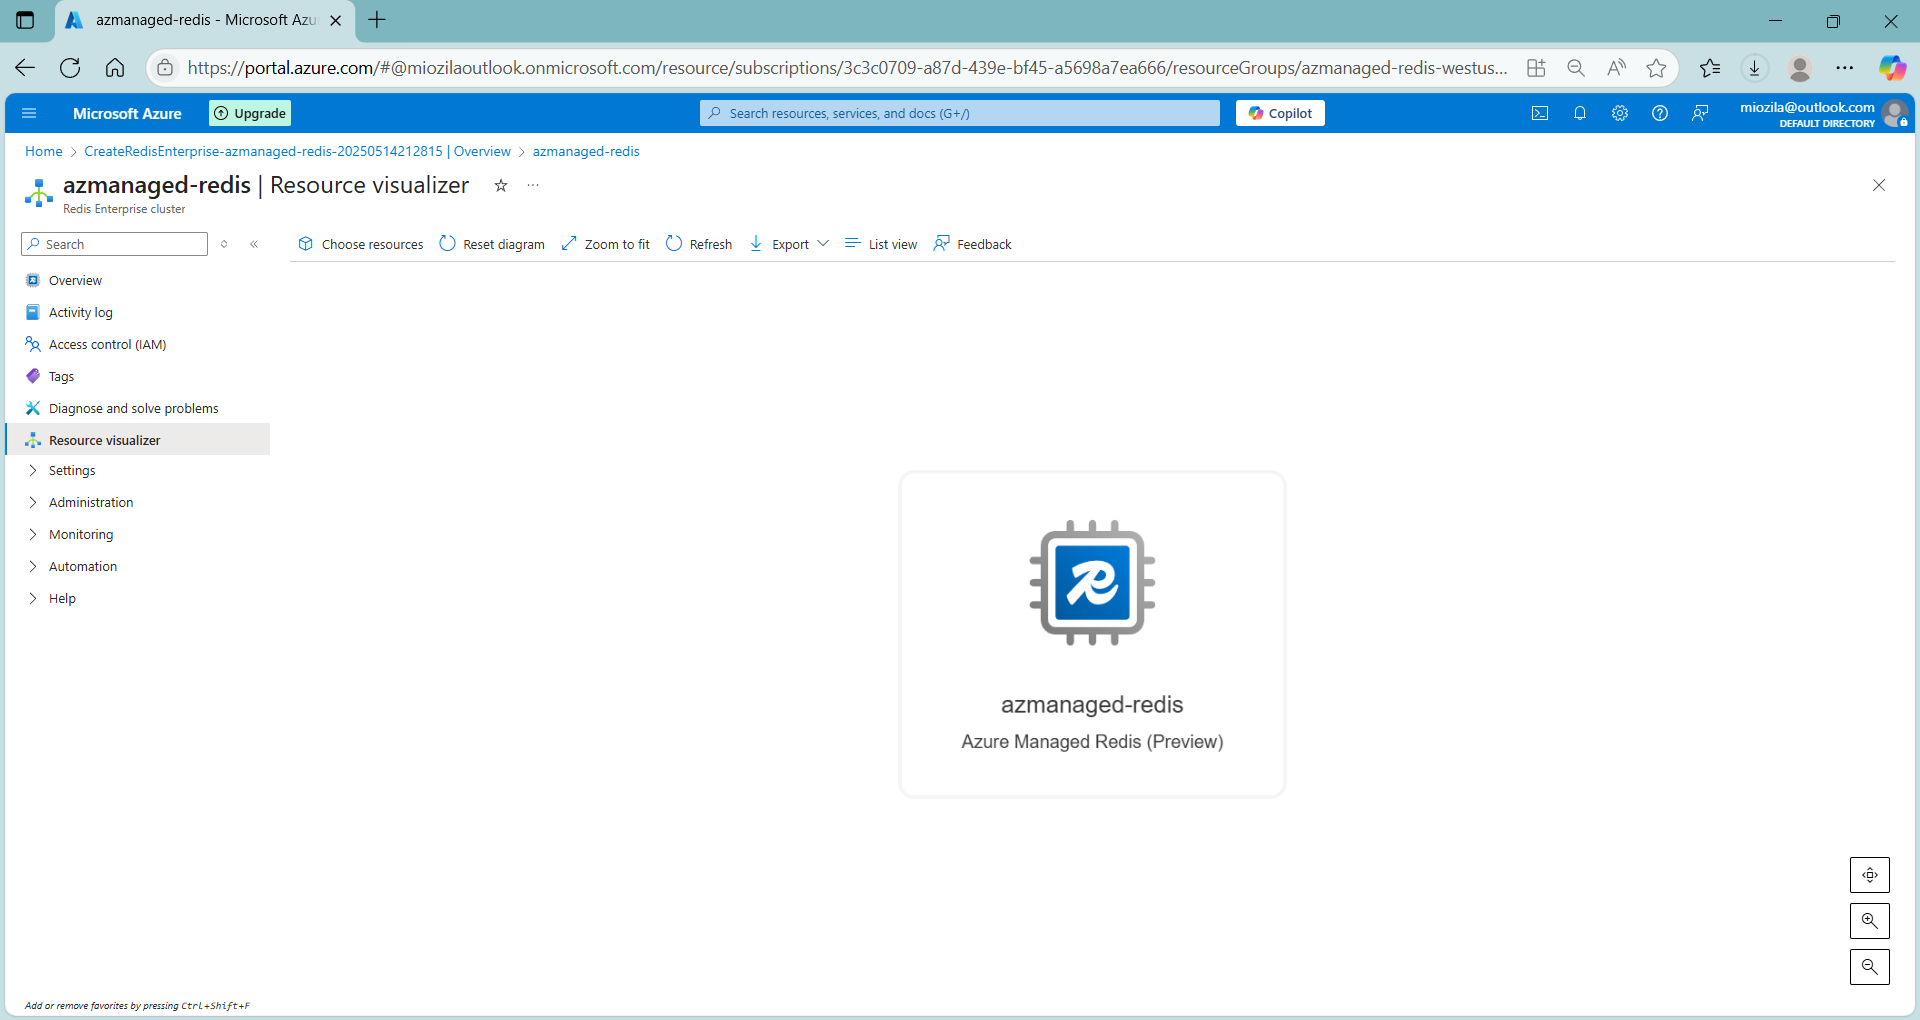 azmanaged-redis - Microsoft Azu
https://portal.azure.com/#@miozilaoutlook.onmicrosoft.com/resource/subscriptions/3c3c0709-a87d-439e-bf45-a5698a7ea666/resourceGroups/azmanaged-redis-westus...
Microsoft Azure
Upgrade
Search resources, services, and docs (G+/)
Copilot
miozila@outlook.com
DEFAULT DIRECTORY
Home > CreateRedisEnterprise-azmanaged-redis-20250514212815 | Overview > azmanaged-redis
azmanaged-redis | Resource visualizer
Redis Enterprise cluster
Search
Choose resources Reset diagram Zoom to fit Refresh Export List view Feedback
Overview
Activity log
Access control (IAM)
Tags
Diagnose and solve problems
Resource visualizer
Settings
Administration
Monitoring
Automation
Help
azmanaged-redis
Azure Managed Redis (Preview)
Add or remove favorites by pressing Ctrl+Shift+F